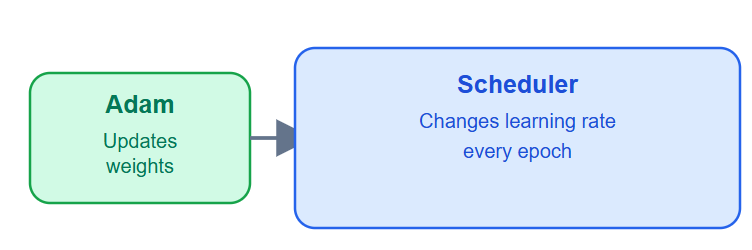 Adam
Updates
weights
Scheduler
Changes learning rate
every epoch